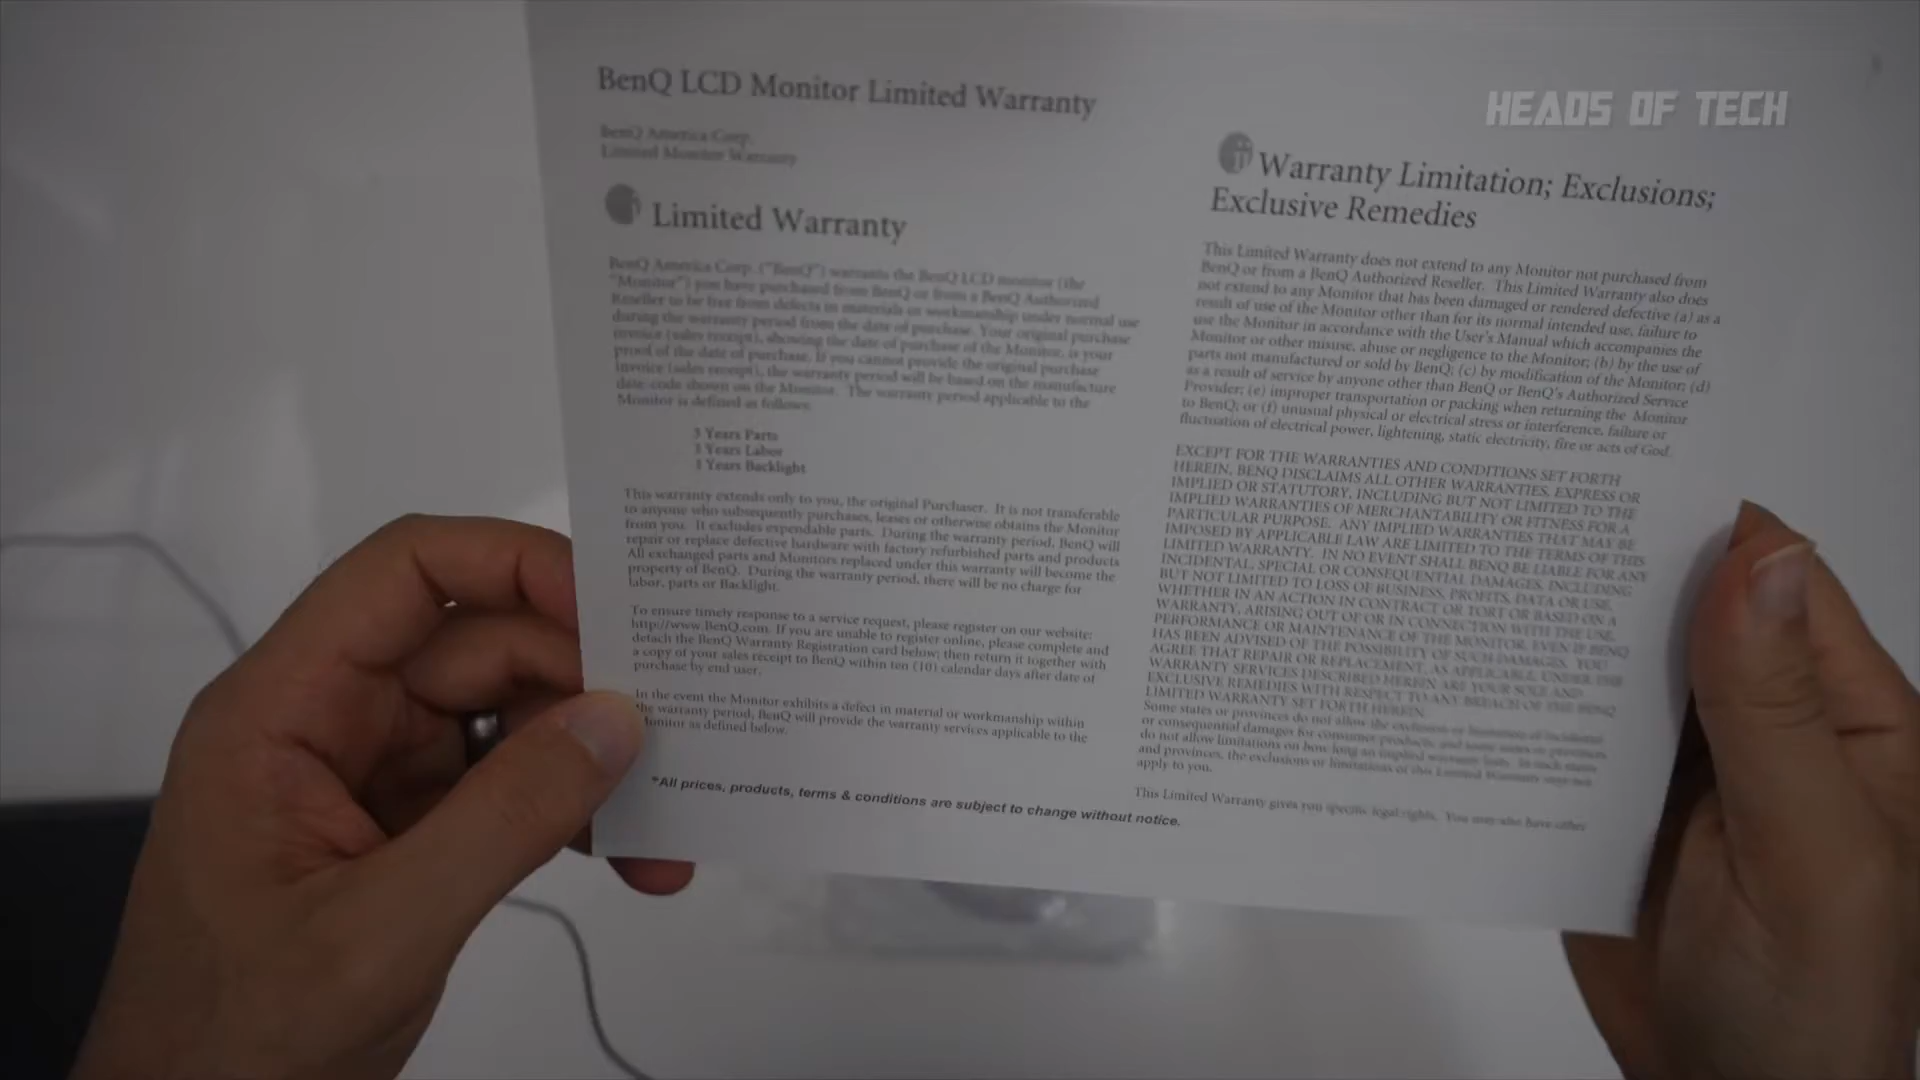 HEADS OF TECH
BenQ LCD Monitor Limited Warranty
BenQ America Corp.
Limited Monitor Warranty
Limited Warranty
BenQ America Corp. ("BenQ") warrants the BenQ LCD monitor (the
"Monitor") you have purchased from BenQ or from a BenQ Authorized
Reseller to be free from defects in materials or workmanship under normal use
during the warranty period from the date of purchase. Your original purchase
invoice (sales receipt), showing the date of purchase of the Monitor, is your
proof of the date of purchase. If you cannot provide the original purchase
invoice (sales receipt), the warranty period will be based on the manufacture
date code shown on the Monitor. The warranty period applicable to the
Monitor is defined as follows:
3 Years Parts
Years Labor
Years Backlight
This warranty extends only to you, the original Purchaser. It is not transferable
to anyone who subsequently purchases, leases or otherwise obtains the Monitor
from you. It excludes expendable parts. During the warranty period, BenQ will
repair or replace defective hardware with factory refurbished parts and products
All exchanged parts and Monitors replaced under this warranty will become the
property of BenQ. During the warranty period, there will be no charge for
labor, parts or Backlight.
To ensure timely response to a service request, please register on our website:
http://www.BenQ.com. If you are unable to register online, please complete and
detach the BenQ Warranty Registration card below; then return it together with
a copy of your sales receipt to BenQ within ten (10) calendar days after date of
purchase by end user.
In the event the Monitor exhibits a defect in material or workmanship within
the warranty period, BenQ will provide the warranty services applicable to the
Monitor as defined below.
*All prices, products, terms & conditions are subject to change without notice.
Warranty Limitation; Exclusions;
Exclusive Remedies
This Limited Warranty does not extend to any Monitor not purchased from
BenQ or from a BenQ Authorized Reseller. This Limited Warranty also does
not extend to any Monitor that has been damaged or rendered defective (a) as a
result of use of the Monitor other than for its normal intended use, failure to
use the Monitor in accordance with the User's Manual which accompanies the
Monitor or other misuse, abuse or negligence to the Monitor; (b) by the use of
parts not manufactured or sold by BenQ; (c) by modification of the Monitor; (d)
as a result of service by anyone other than BenQ or BenQ's Authorized Service
Provider; (e) improper transportation or packing when returning the Monitor
to BenQ; or (f) unusual physical or electrical stress or interference, failure or
fluctuation of electrical power, lightening, static electricity, fire or acts of God.
EXCEPT FOR THE WARRANTIES AND CONDITIONS SET FORTH
HEREIN, BENQ DISCLAIMS ALL OTHER WARRANTIES, EXPRESS OR
IMPLIED OR STATUTORY, INCLUDING BUT NOT LIMITED TO THE
IMPLIED WARRANTIES OF MERCHANTABILITY OR FITNESS FOR A
PARTICULAR PURPOSE. ANY IMPLIED WARRANTIES THAT MAY BE
IMPOSED BY APPLICABLE LAW ARE LIMITED TO THE TERMS OF THIS
LIMITED WARRANTY. IN NO EVENT SHALL BENQ BE LIABLE FOR ANY
INCIDENTAL, SPECIAL OR CONSEQUENTIAL DAMAGES, INCLUDING
BUT NOT LIMITED TO LOSS OF BUSINESS, PROFITS, DATA OR USE,
WHETHER IN AN ACTION IN CONTRACT OR TORT OR BASED ON A
WARRANTY, ARISING OUT OF OR IN CONNECTION WITH THE USE,
PERFORMANCE OR MAINTENANCE OF THE MONITOR, EVEN IF BENQ
HAS BEEN ADVISED OF THE POSSIBILITY OF SUCH DAMAGES. YOU
AGREE THAT REPAIR OR REPLACEMENT, AS APPLICABLE, UNDER THE
WARRANTY SERVICES DESCRIBED HEREIN ARE YOUR SOLE AND
EXCLUSIVE REMEDIES WITH RESPECT TO ANY BREACH OF THE BENQ
LIMITED WARRANTY SET FORTH HEREIN.
Some states or provinces do not allow the exclusion or limitation of incidental
or consequential damages for consumer products, and some states or provinces
do not allow limitations on how long an implied warranty lasts. In such states
and provinces, the exclusions or limitations of this Limited Warranty may not
apply to you.
This Limited Warranty gives you specific legal rights. You may also have other